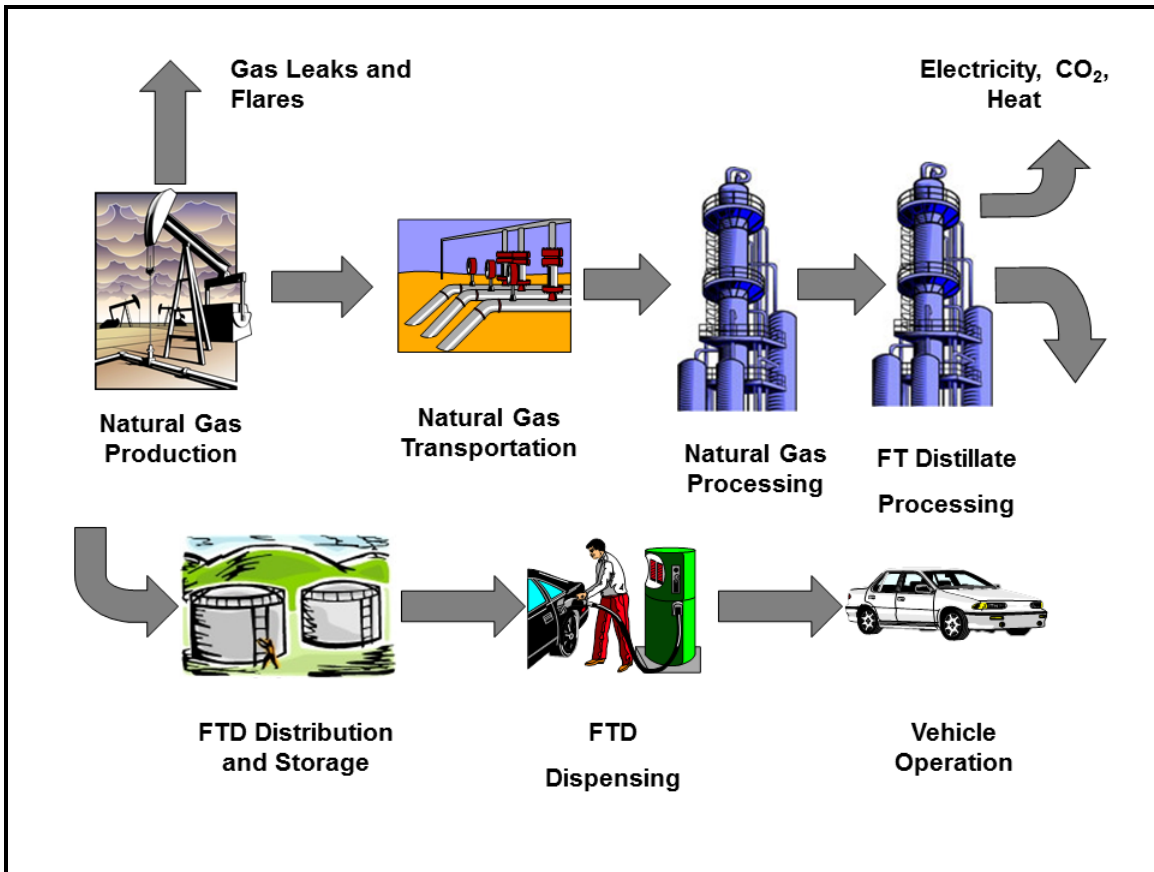 Gas Leaks and
Flares
Electricity, CO₂,
Heat
Natural Gas
Production
Natural Gas
Transportation
Natural Gas
Processing
FT Distillate
Processing
FTD Distribution
and Storage
FTD
Dispensing
Vehicle
Operation